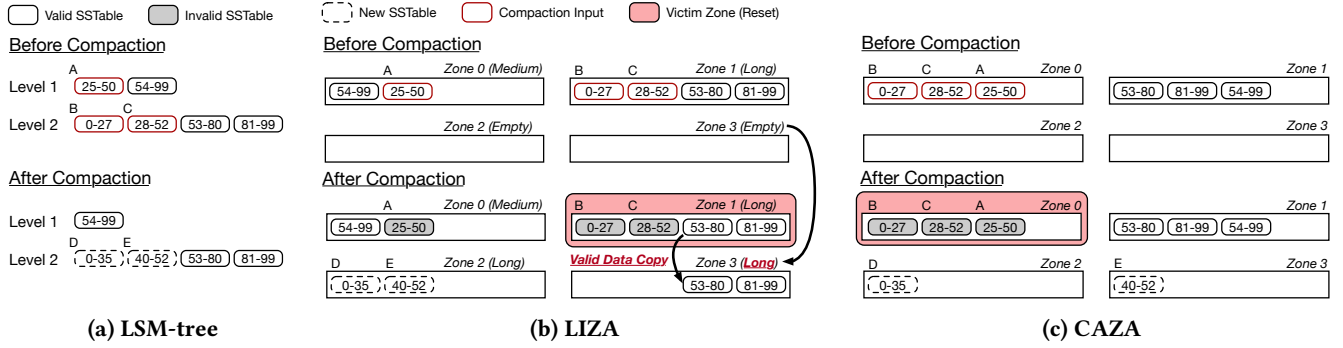 Valid SSTable
Invalid SSTable
New SSTable
Compaction Input
Victim Zone (Reset)
Before Compaction
A
Level 1
25-50
54-99
B
C
Level 2
0-27
28-52
53-80
81-99
After Compaction
Level 1
54-99
D
E
Level 2
0-35
40-52
53-80
81-99
(a) LSM-tree
Before Compaction
A
Zone 0 (Medium)
54-99
25-50
B
C
Zone 1 (Long)
0-27
28-52
53-80
81-99
Zone 2 (Empty)
Zone 3 (Empty)
After Compaction
A
Zone 0 (Medium)
54-99
25-50
B
C
Zone 1 (Long)
0-27
28-52
53-80
81-99
D
E
Zone 2 (Long)
0-35
40-52
Valid Data Copy
Zone 3 (Long)
53-80
81-99
(b) LIZA
Before Compaction
B
C
A
Zone 0
0-27
28-52
25-50
Zone 1
53-80
81-99
54-99
Zone 2
Zone 3
After Compaction
B
C
A
Zone 0
0-27
28-52
25-50
Zone 1
53-80
81-99
54-99
D
Zone 2
0-35
E
Zone 3
40-52
(c) CAZA